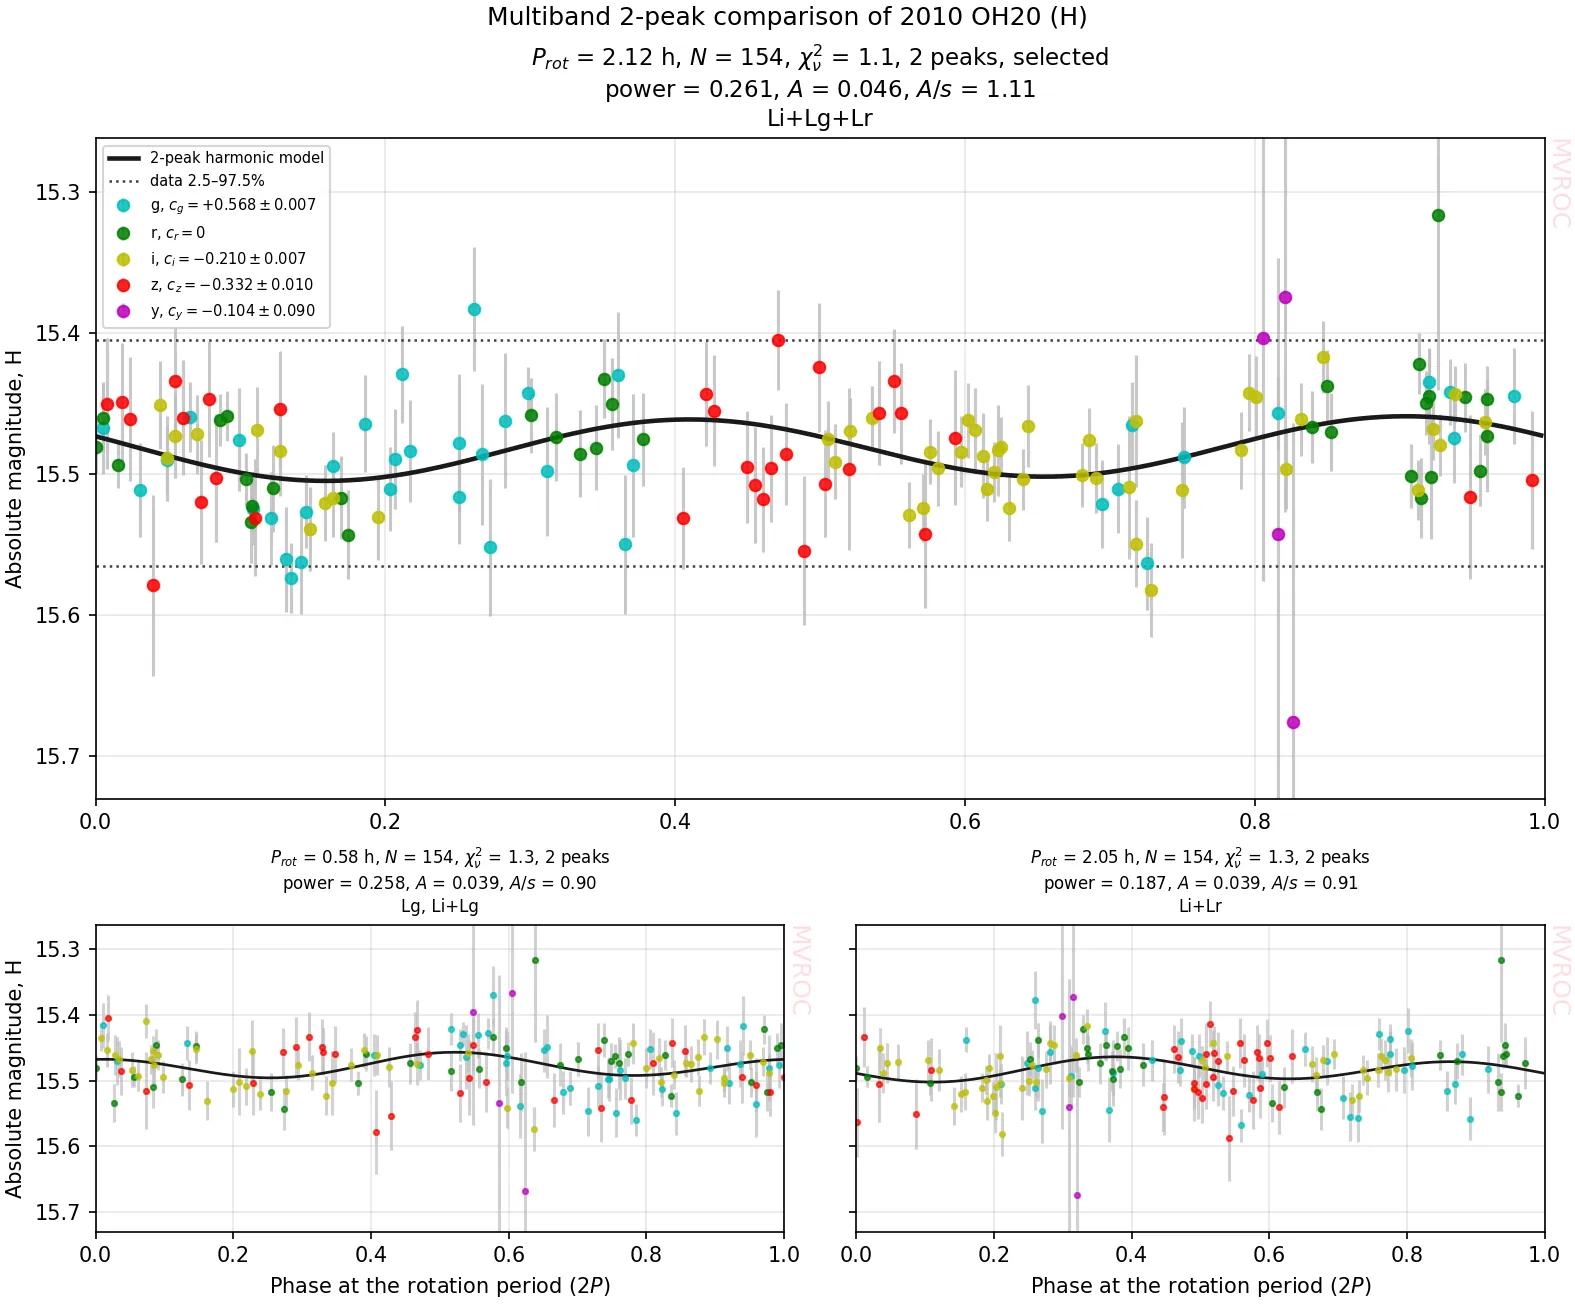 Multiband 2-peak comparison of 2010 OH20 (H)
P_rot = 2.12 h, N = 154, χ²_ν = 1.1, 2 peaks, selected
power = 0.261, A = 0.046, A/s = 1.11
Li+Lg+Lr
2-peak harmonic model
data 2.5–97.5%
g, c_g = +0.568 ± 0.007
r, c_r = 0
i, c_i = −0.210 ± 0.007
z, c_z = −0.332 ± 0.010
y, c_y = −0.104 ± 0.090
MVROC
Absolute magnitude, H
15.3
15.4
15.5
15.6
15.7
0.0 0.2 0.4 0.6 0.8 1.0
P_rot = 0.58 h, N = 154, χ²_ν = 1.3, 2 peaks
power = 0.258, A = 0.039, A/s = 0.90
Lg, Li+Lg
MVROC
Absolute magnitude, H
15.3
15.4
15.5
15.6
15.7
0.0 0.2 0.4 0.6 0.8 1.0
Phase at the rotation period (2P)
P_rot = 2.05 h, N = 154, χ²_ν = 1.3, 2 peaks
power = 0.187, A = 0.039, A/s = 0.91
Li+Lr
MVROC
0.0 0.2 0.4 0.6 0.8 1.0
Phase at the rotation period (2P)